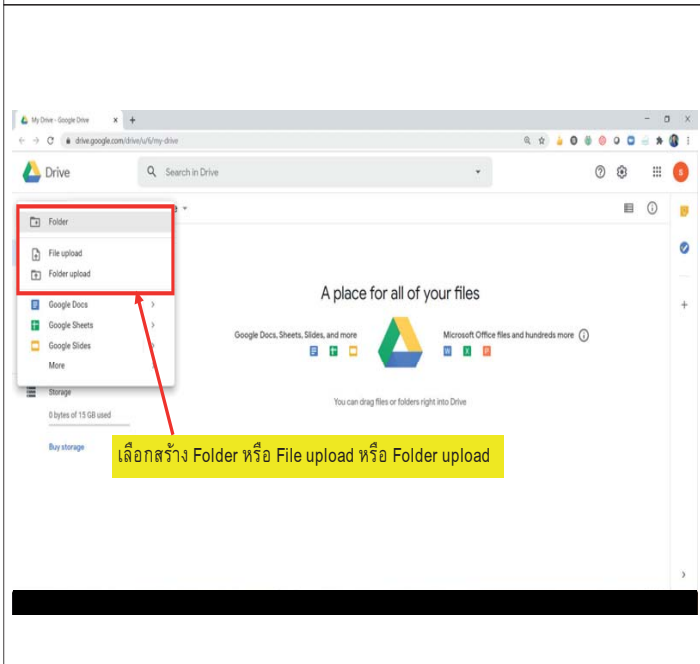 My Drive - Google Drive
drive.google.com/drive/u/6/my-drive
Drive
Search in Drive
S
Folder
File upload
Folder upload
Google Docs
Google Sheets
Google Slides
More
Storage
0 bytes of 15 GB used
Buy storage
A place for all of your files
Google Docs, Sheets, Slides, and more
Microsoft Office files and hundreds more
W X P
You can drag files or folders right into Drive
เลือกสร้าง Folder หรือ File upload หรือ Folder upload